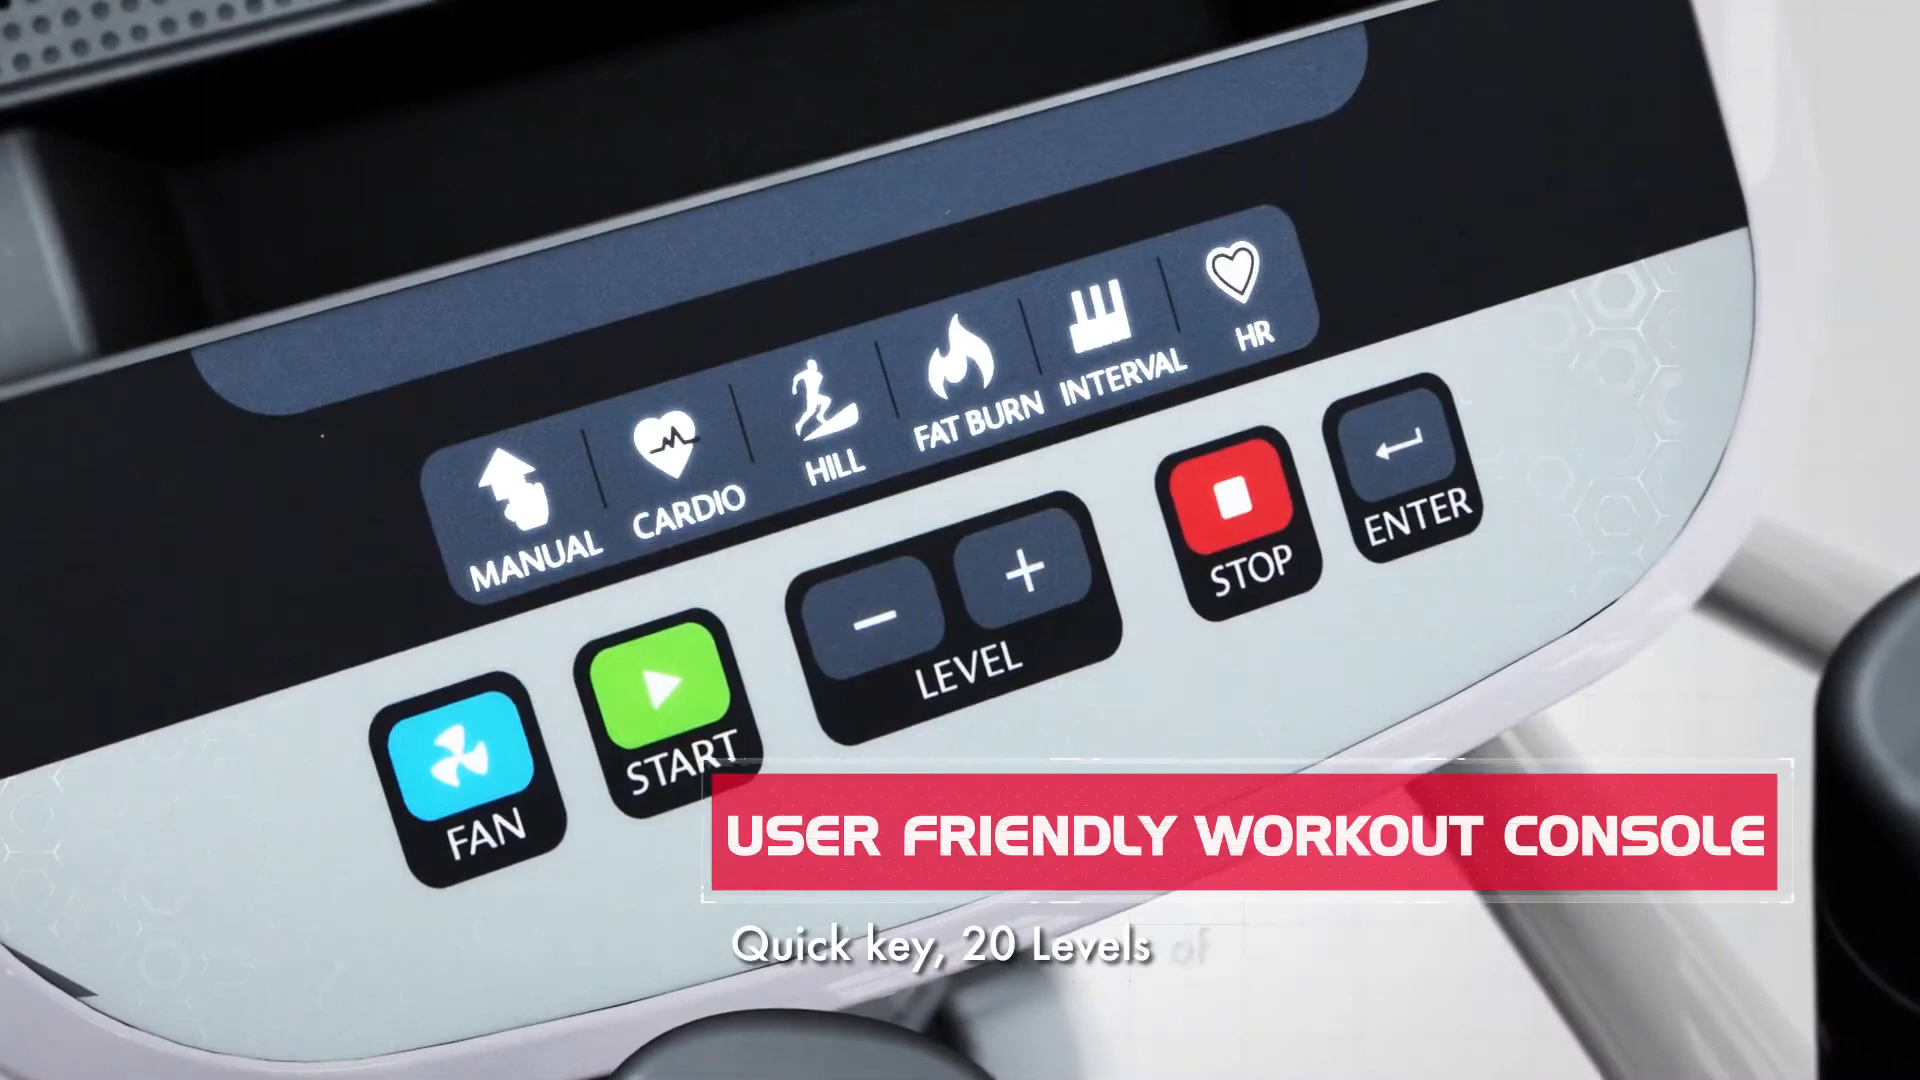 MANUAL
CARDIO
HILL
FAT BURN
INTERVAL
HR
FAN
START
LEVEL
STOP
ENTER
USER FRIENDLY WORKOUT CONSOLE
Quick key, 20 Levels of